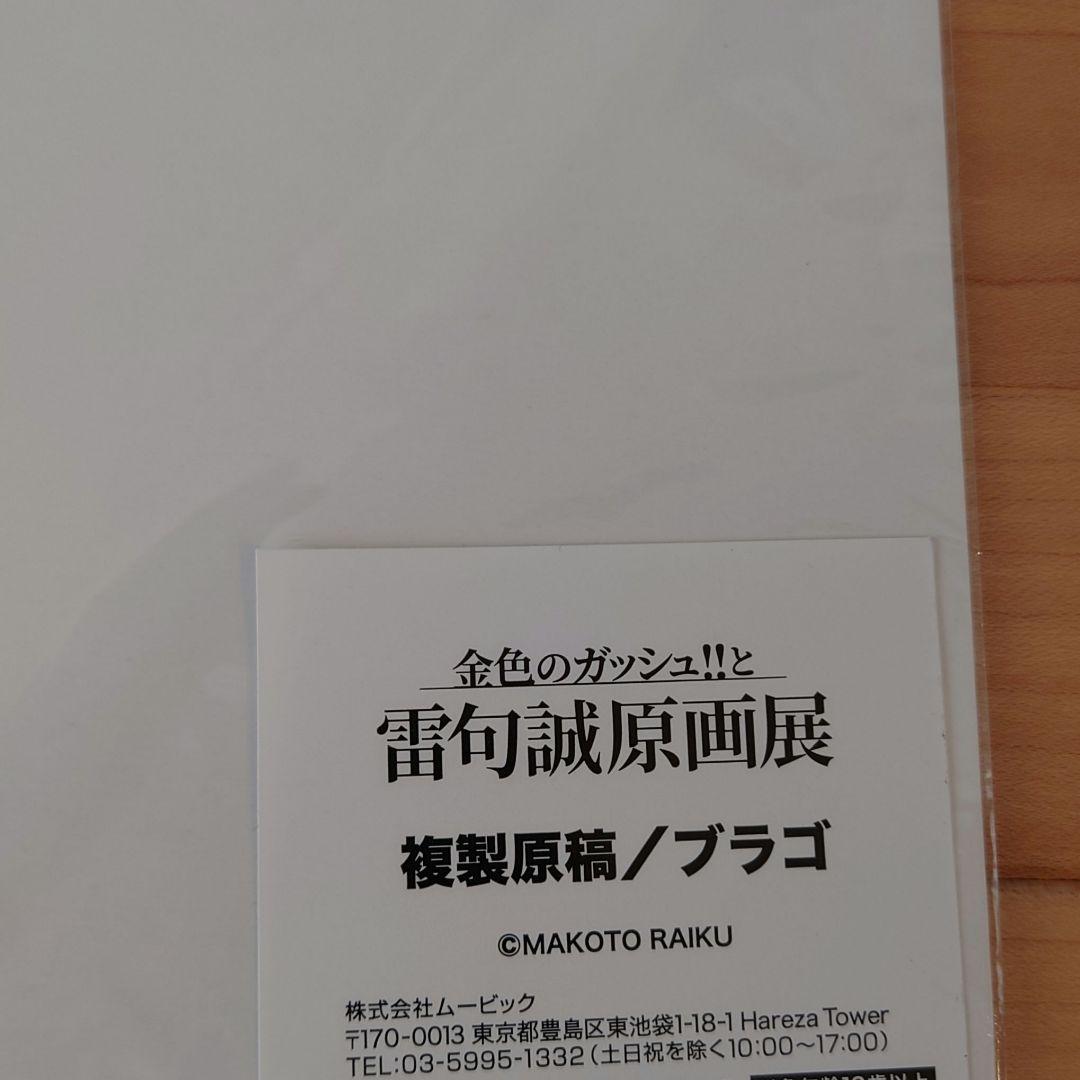 金色のガッシュ!!と
雷句誠原画展
複製原稿／ブラゴ
©MAKOTO RAIKU
株式会社ムービック
〒170-0013 東京都豊島区東池袋1-18-1 Hareza Tower
TEL:03-5995-1332（土日祝を除く10:00〜17:00）